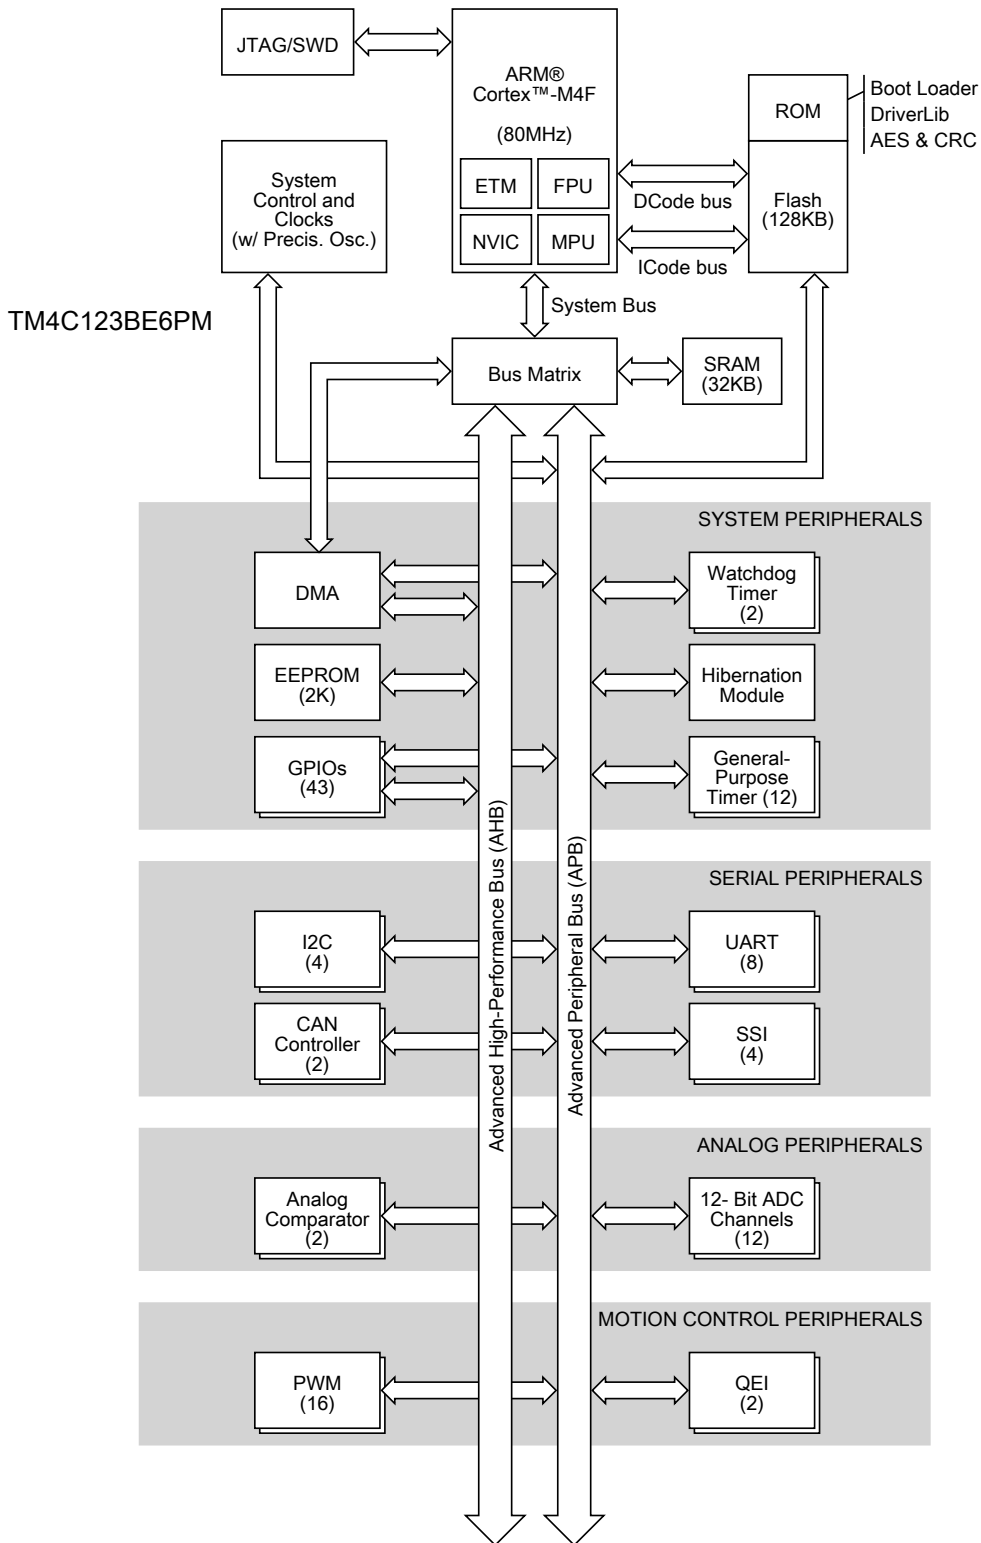 JTAG/SWD
ARM®
Cortex™-M4F
(80MHz)
ETM
FPU
NVIC
MPU
ROM
Boot Loader
DriverLib
AES & CRC
Flash
(128KB)
DCode bus
ICode bus
System
Control and
Clocks
(w/ Precis. Osc.)
System Bus
TM4C123BE6PM
Bus Matrix
SRAM
(32KB)
SYSTEM PERIPHERALS
DMA
Watchdog
Timer
(2)
EEPROM
(2K)
Hibernation
Module
GPIOs
(43)
General-
Purpose
Timer (12)
Advanced High-Performance Bus (AHB)
Advanced Peripheral Bus (APB)
SERIAL PERIPHERALS
I2C
(4)
UART
(8)
CAN
Controller
(2)
SSI
(4)
ANALOG PERIPHERALS
Analog
Comparator
(2)
12- Bit ADC
Channels
(12)
MOTION CONTROL PERIPHERALS
PWM
(16)
QEI
(2)